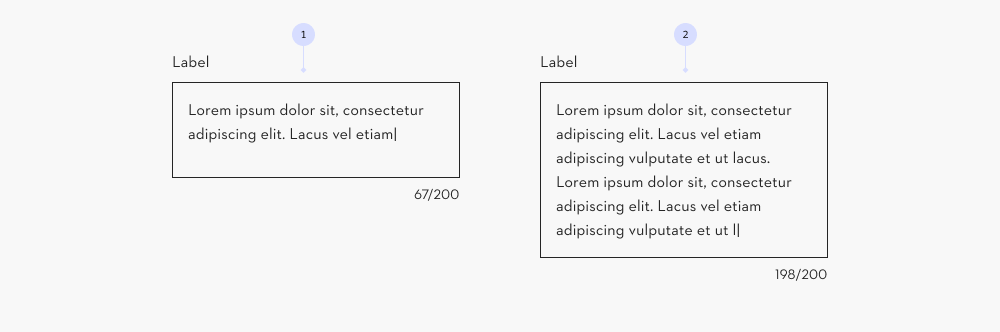 1
Label
Lorem ipsum dolor sit, consectetur
adipiscing elit. Lacus vel etiam
67/200
2
Label
Lorem ipsum dolor sit, consectetur
adipiscing elit. Lacus vel etiam
adipiscing vulputate et ut lacus.
Lorem ipsum dolor sit, consectetur
adipiscing elit. Lacus vel etiam
adipiscing vulputate et ut l
198/200